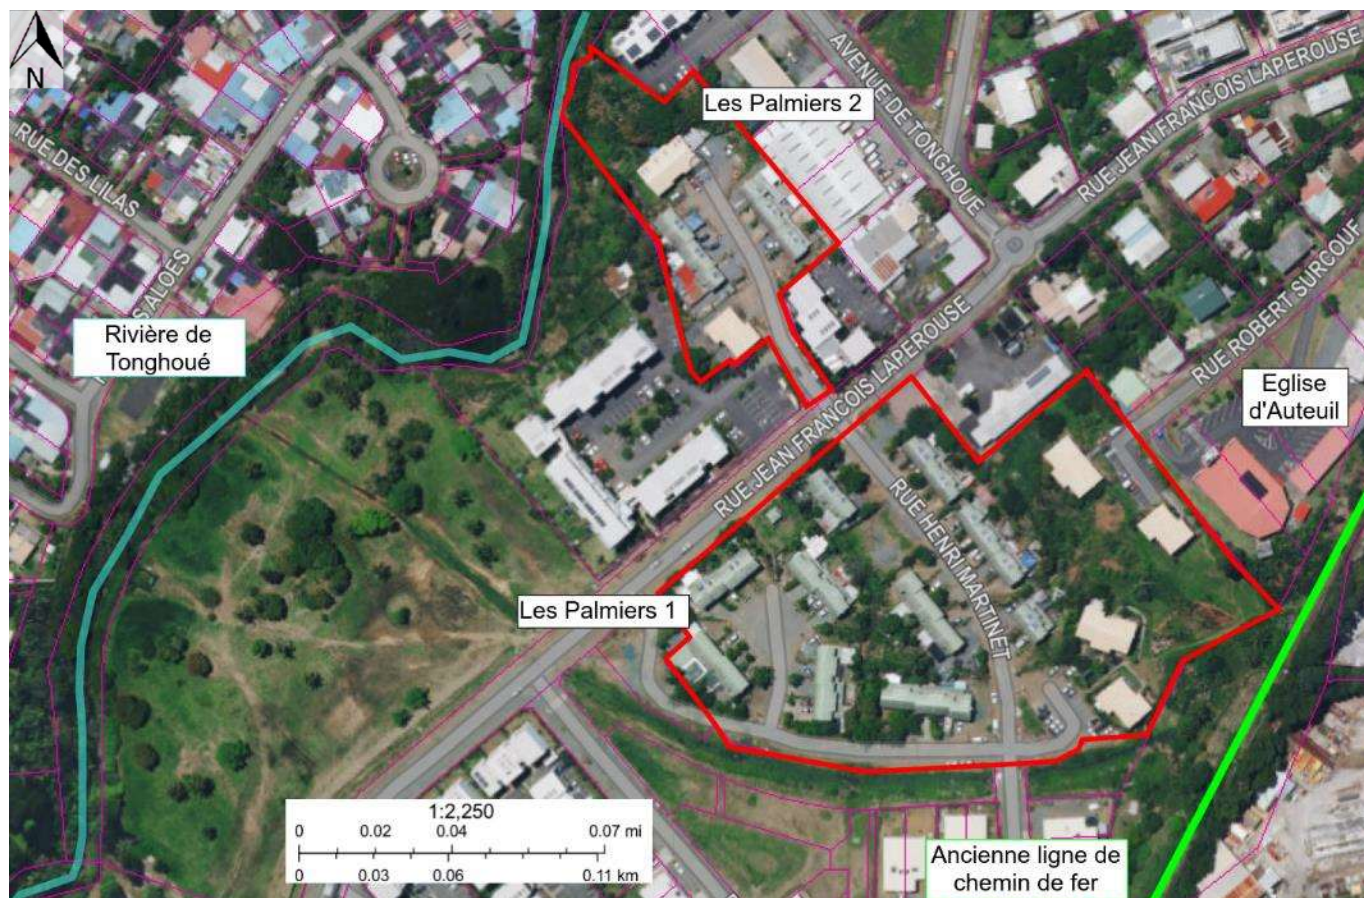 N
Les Palmiers 2
AVENUE DE TONGHOUE
RUE JEAN FRANCOIS LAPEROUSE
RUE DES LILAS
RUE ROBERT SURCOUF
ALOES
Rivière de
Tonghoué
Eglise
d'Auteuil
RUE JEAN FRANCOIS LAPEROUSE
RUE HENRI MARTINET
Les Palmiers 1
1:2,250
0 0.02 0.04 0.07 mi
0 0.03 0.06 0.11 km
Ancienne ligne de
chemin de fer